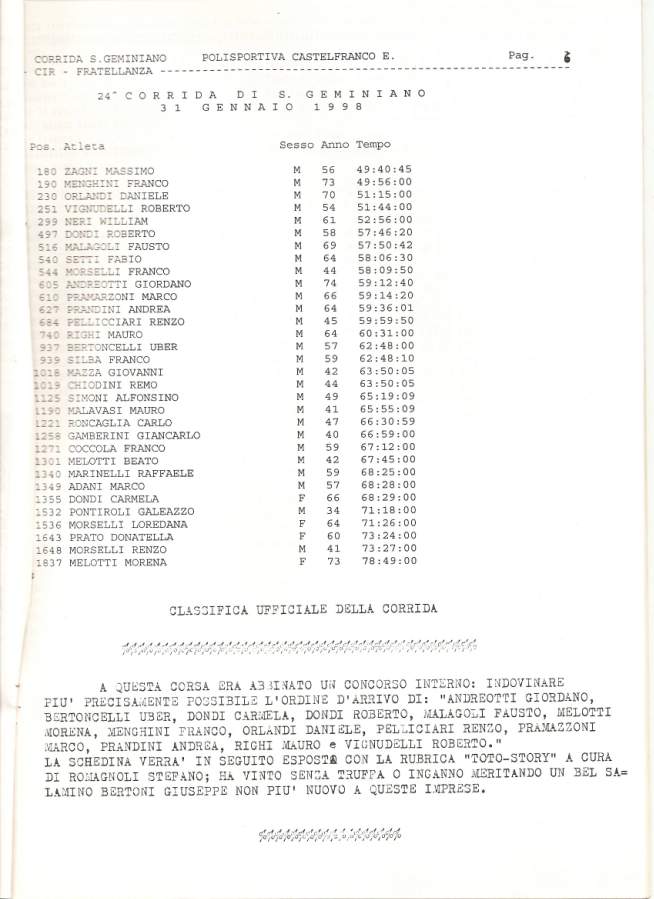 CORRIDA S.GEMINIANO POLISPORTIVA CASTELFRANCO E. Pag. 6
- CIR - FRATELLANZA ---------------------------------------------------------
24^ C O R R I D A D I S. G E M I N I A N O
3 1 G E N N A I O 1 9 9 8
Pos. Atleta Sesso Anno Tempo
180 ZAGNI MASSIMO M 56 49:40:45
190 MENGHINI FRANCO M 73 49:56:00
230 ORLANDI DANIELE M 70 51:15:00
251 VIGNUDELLI ROBERTO M 54 51:44:00
299 NERI WILLIAM M 61 52:56:00
497 DONDI ROBERTO M 58 57:46:20
516 MALAGOLI FAUSTO M 69 57:50:42
540 SETTI FABIO M 64 58:06:30
544 MORSELLI FRANCO M 44 58:09:50
605 ANDREOTTI GIORDANO M 74 59:12:40
610 PRAMARZONI MARCO M 66 59:14:20
627 PRANDINI ANDREA M 64 59:36:01
684 PELLICCIARI RENZO M 45 59:59:50
740 RIGHI MAURO M 64 60:31:00
937 BERTONCELLI UBER M 57 62:48:00
939 SILBA FRANCO M 59 62:48:10
1018 MAZZA GIOVANNI M 42 63:50:05
1019 CHIODINI REMO M 44 63:50:05
1125 SIMONI ALFONSINO M 49 65:19:09
1190 MALAVASI MAURO M 41 65:55:09
1221 RONCAGLIA CARLO M 47 66:30:59
1258 GAMBERINI GIANCARLO M 40 66:59:00
1271 COCCOLA FRANCO M 59 67:12:00
1301 MELOTTI BEATO M 42 67:45:00
1340 MARINELLI RAFFAELE M 59 68:25:00
1349 ADANI MARCO M 57 68:28:00
1355 DONDI CARMELA F 66 68:29:00
1532 PONTIROLI GALEAZZO M 34 71:18:00
1536 MORSELLI LOREDANA F 64 71:26:00
1643 PRATO DONATELLA F 60 73:24:00
1648 MORSELLI RENZO M 41 73:27:00
1837 MELOTTI MORENA F 73 78:49:00
CLASSIFICA UFFICIALE DELLA CORRIDA
A QUESTA CORSA ERA ABBINATO UN CONCORSO INTERNO: INDOVINARE
PIU' PRECISAMENTE POSSIBILE L'ORDINE D'ARRIVO DI: "ANDREOTTI GIORDANO,
BERTONCELLI UBER, DONDI CARMELA, DONDI ROBERTO, MALAGOLI FAUSTO, MELOTTI
MORENA, MENGHINI FRANCO, ORLANDI DANIELE, PELLICIARI RENZO, PRAMAZZONI
MARCO, PRANDINI ANDREA, RIGHI MAURO e VIGNUDELLI ROBERTO."
LA SCHEDINA VERRA' IN SEGUITO ESPOSTA CON LA RUBRICA "TOTO-STORY" A CURA
DI ROMAGNOLI STEFANO; HA VINTO SENZA TRUFFA O INGANNO MERITANDO UN BEL SA=
LAMINO BERTONI GIUSEPPE NON PIU' NUOVO A QUESTE IMPRESE.